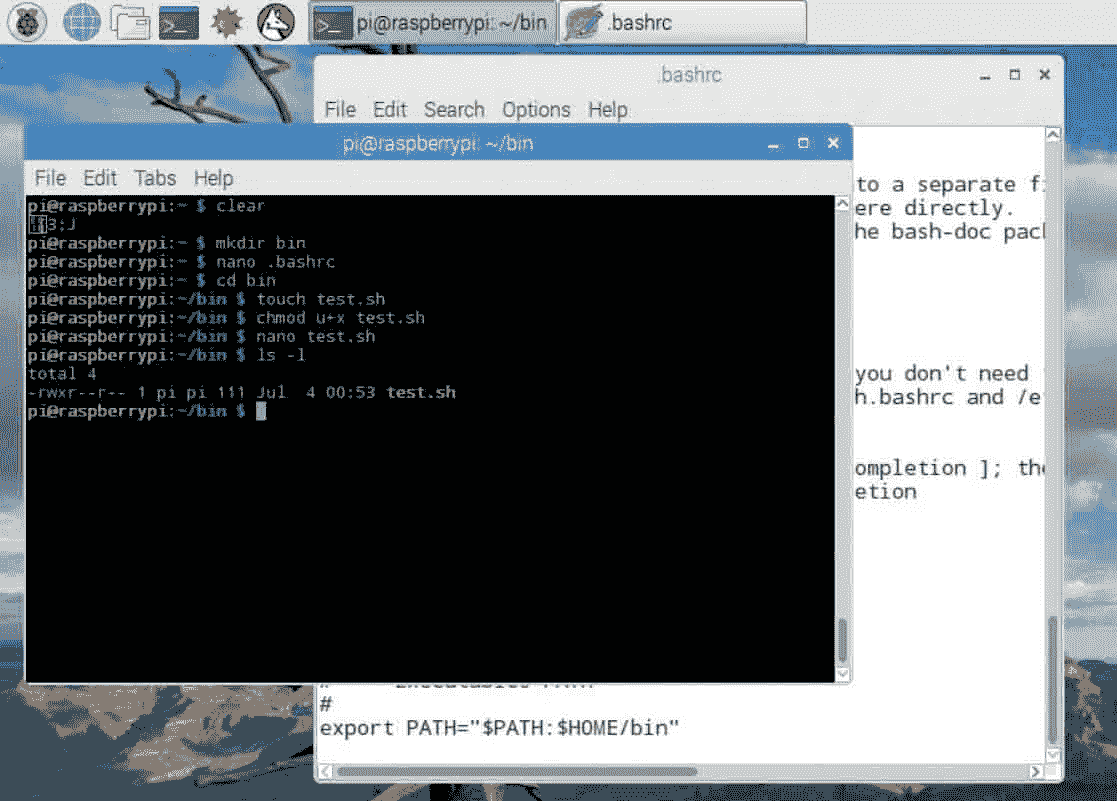 pi@raspberrypi: ~/bin
.bashrc
.bashrc
File Edit Search Options Help
pi@raspberrypi: ~/bin
File Edit Tabs Help
pi@raspberrypi:~ $ clear
3;J
pi@raspberrypi:~ $ mkdir bin
pi@raspberrypi:~ $ nano .bashrc
pi@raspberrypi:~ $ cd bin
pi@raspberrypi:~/bin $ touch test.sh
pi@raspberrypi:~/bin $ chmod u+x test.sh
pi@raspberrypi:~/bin $ nano test.sh
pi@raspberrypi:~/bin $ ls -l
total 4
-rwxr--r-- 1 pi pi 111 Jul  4 00:53 test.sh
pi@raspberrypi:~/bin $
to a separate
ere directly.
he bash-doc
you don't need
h.bashrc and /e
ompletion ]; the
etion
#
export PATH="$PATH:$HOME/bin"